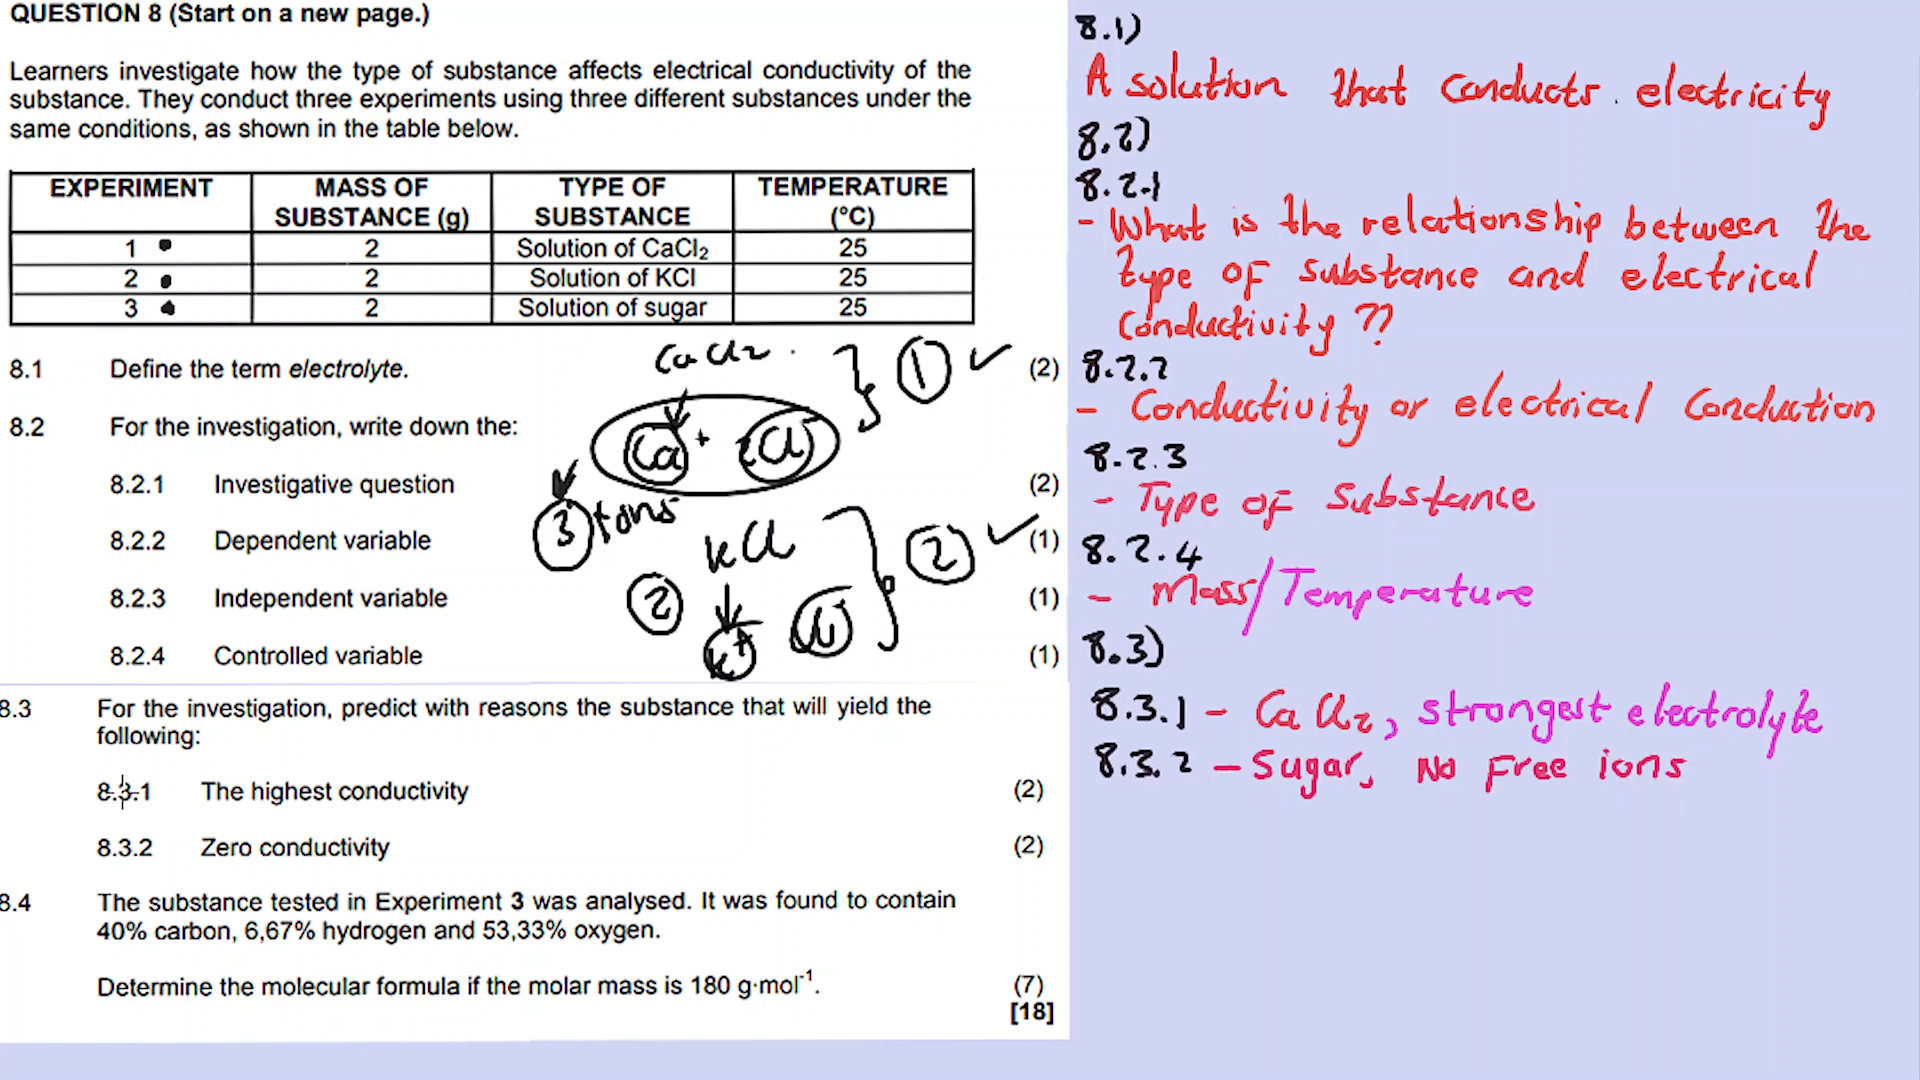 QUESTION 8 (Start on a new page.)
Learners investigate how the type of substance affects electrical conductivity of the
substance. They conduct three experiments using three different substances under the
same conditions, as shown in the table below.
EXPERIMENT MASS OF SUBSTANCE (g) TYPE OF SUBSTANCE TEMPERATURE (°C)
1 2 Solution of CaCl₂ 25
2 2 Solution of KCl 25
3 2 Solution of sugar 25
8.1 Define the term electrolyte. (2)
8.2 For the investigation, write down the:
8.2.1 Investigative question (2)
8.2.2 Dependent variable (1)
8.2.3 Independent variable (1)
8.2.4 Controlled variable (1)
8.3 For the investigation, predict with reasons the substance that will yield the
following:
8.3.1 The highest conductivity (2)
8.3.2 Zero conductivity (2)
8.4 The substance tested in Experiment 3 was analysed. It was found to contain
40% carbon, 6,67% hydrogen and 53,33% oxygen.
Determine the molecular formula if the molar mass is 180 g·mol⁻¹. (7)
[18]
CaCl₂ } ① ✓
Ca + 2Cl
③ ions
KCl } ② ✓
② K⁺
8.1)
A solution that conducts electricity
8.2)
8.2.1
- What is the relationship between the
type of substance and electrical
conductivity ??
8.2.2
- Conductivity or electrical conduction
8.2.3
- Type of substance
8.2.4
- Mass/Temperature
8.3)
8.3.1 - CaCl₂, strongest electrolyte
8.3.2 - Sugar, No free ions